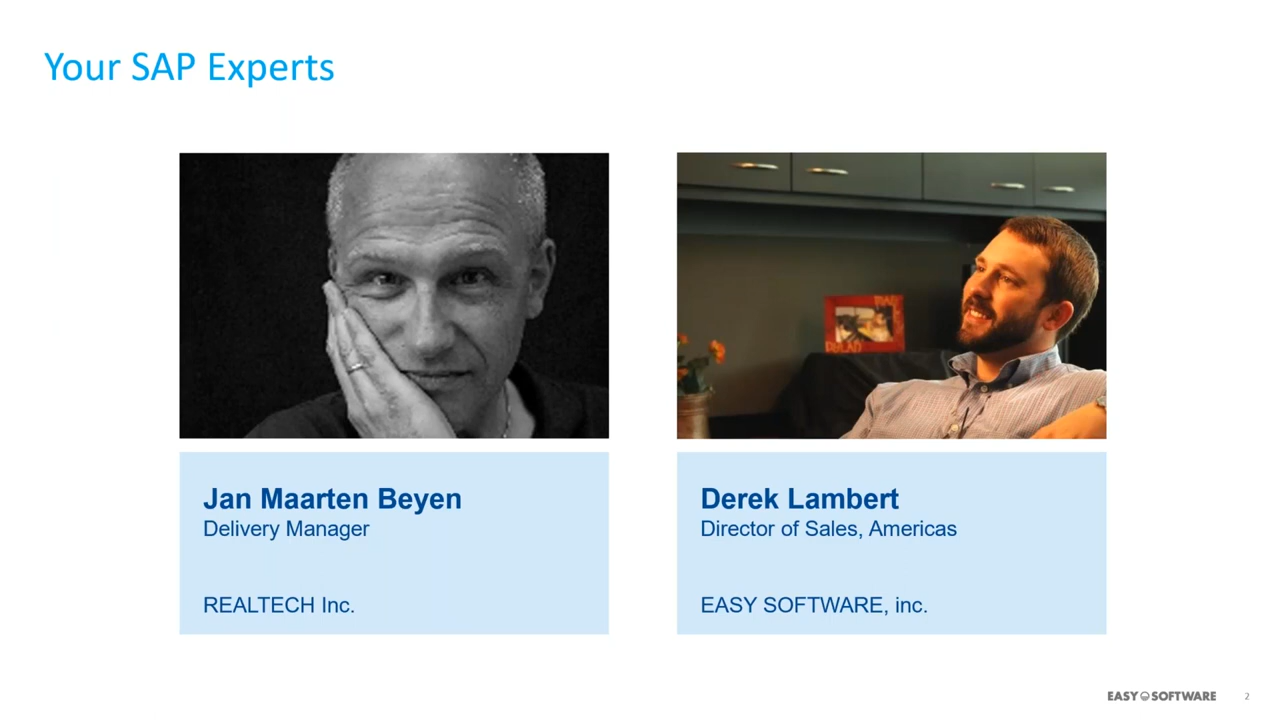 Your SAP Experts
Jan Maarten Beyen
Delivery Manager
REALTECH Inc.
Derek Lambert
Director of Sales, Americas
EASY SOFTWARE, inc.
EASY SOFTWARE
2